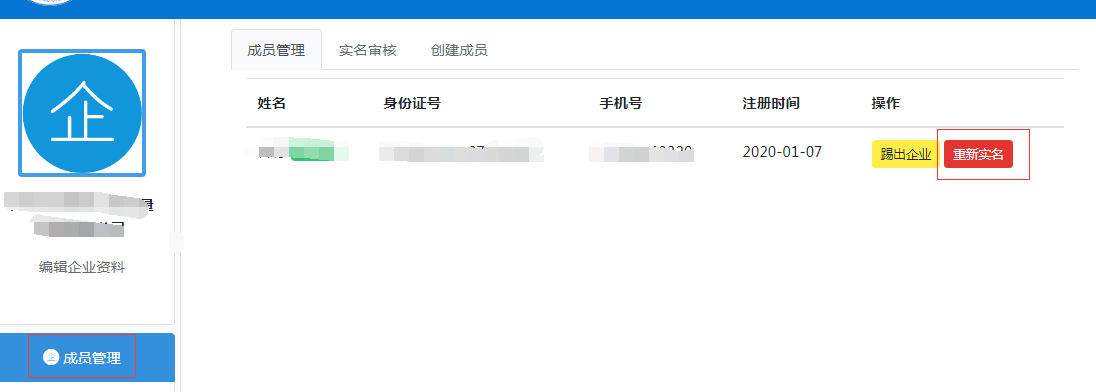 企
成员管理 实名审核 创建成员
姓名 身份证号 手机号 注册时间 操作
2020-01-07 踢出企业 重新实名
编辑企业资料
企 成员管理